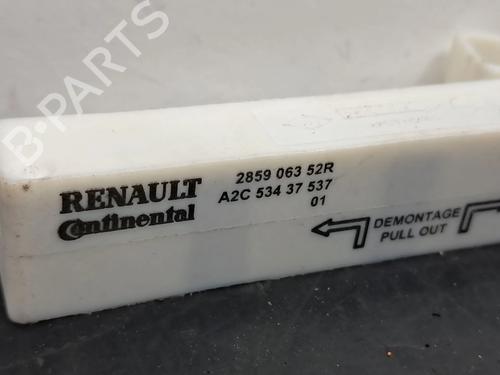 B-PARTS
RENAULT
Continental
2859 063 52R
A2C 534 37 537
01
DEMONTAGE
PULL OUT